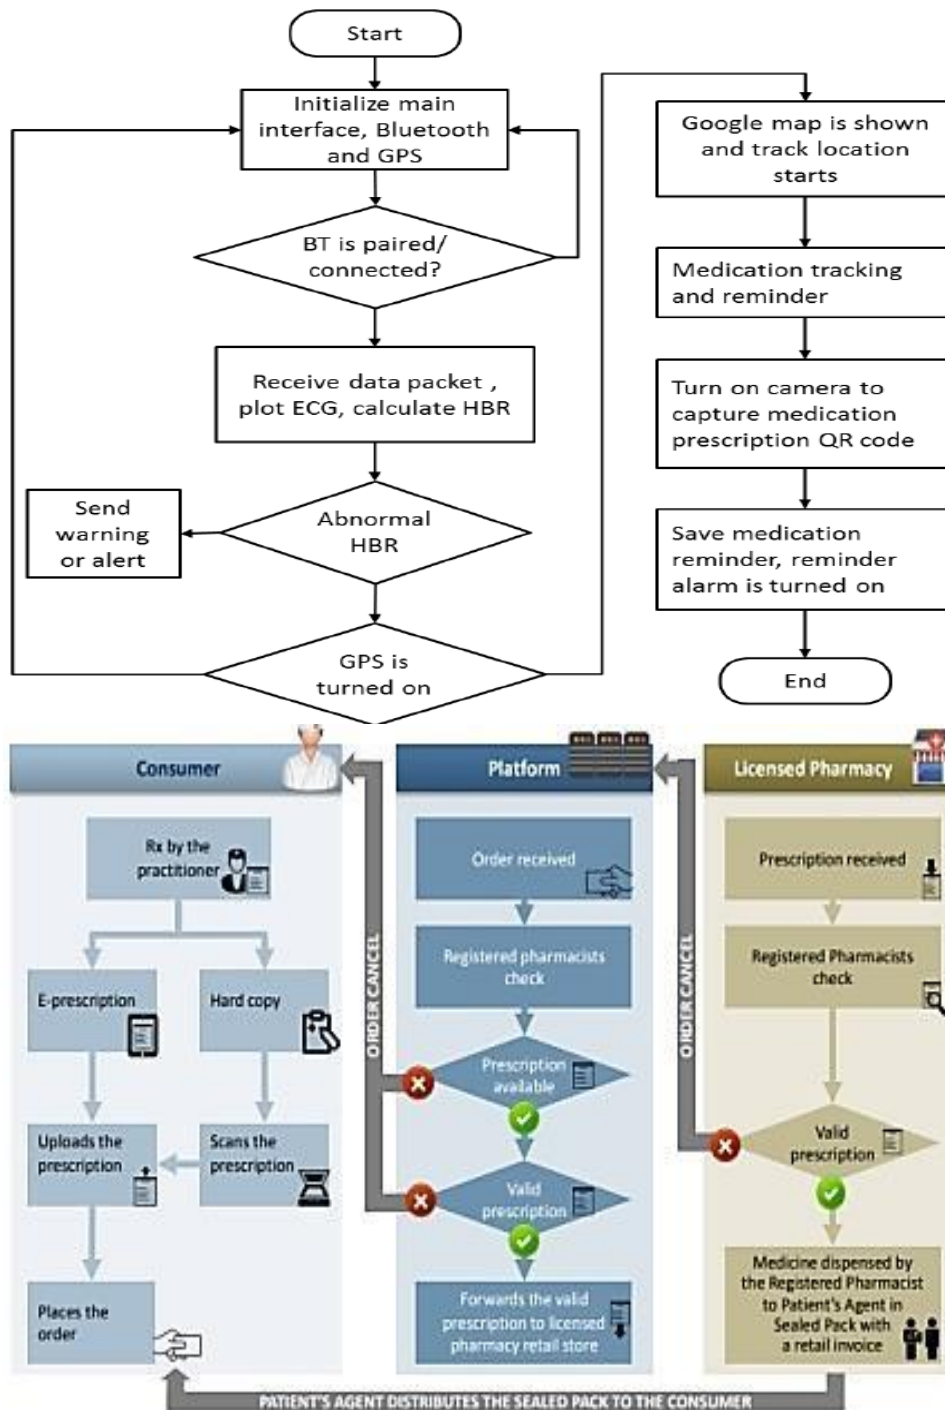 Start
Initialize main
interface, Bluetooth
and GPS
BT is paired/
connected?
Receive data packet ,
plot ECG, calculate HBR
Send
warning
or alert
Abnormal
HBR
GPS is
turned on
Google map is shown
and track location
starts
Medication tracking
and reminder
Turn on camera to
capture medication
prescription QR code
Save medication
reminder, reminder
alarm is turned on
End
Consumer
Rx by the
practitioner
E-prescription
Hard copy
Uploads the
prescription
Scans the
prescription
Places the
order
ORDER CANCEL
Platform
Order received
Registered pharmacists
check
Prescription
available
Valid
prescription
Forwards the valid
prescription to licensed
pharmacy retail store
ORDER CANCEL
Licensed Pharmacy
Prescription received
Registered Pharmacists
check
Valid
prescription
Medicine dispensed by
the Registered Pharmacist
to Patient's Agent in
Sealed Pack with
a retail invoice
PATIENT'S AGENT DISTRIBUTES THE SEALED PACK TO THE CONSUMER